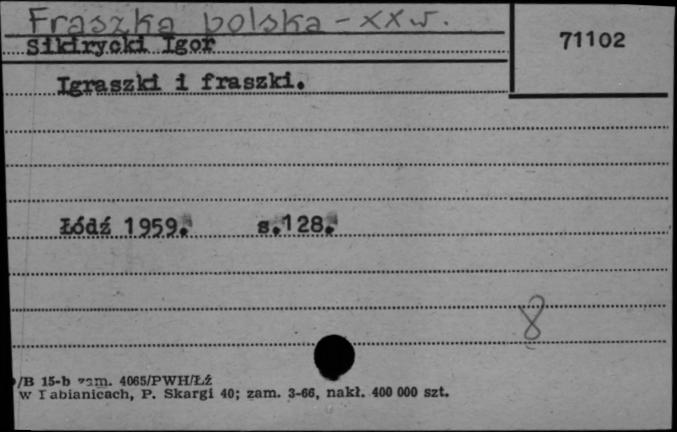 Fraszka polska - XX w.
Sikirycki Igor
71102
Igraszki i fraszki.
Łódź 1959. s.128.
8
/B 15-b zam. 4065/PWH/Łź
w Pabianicach, P. Skargi 40; zam. 3-66, nakł. 400 000 szt.